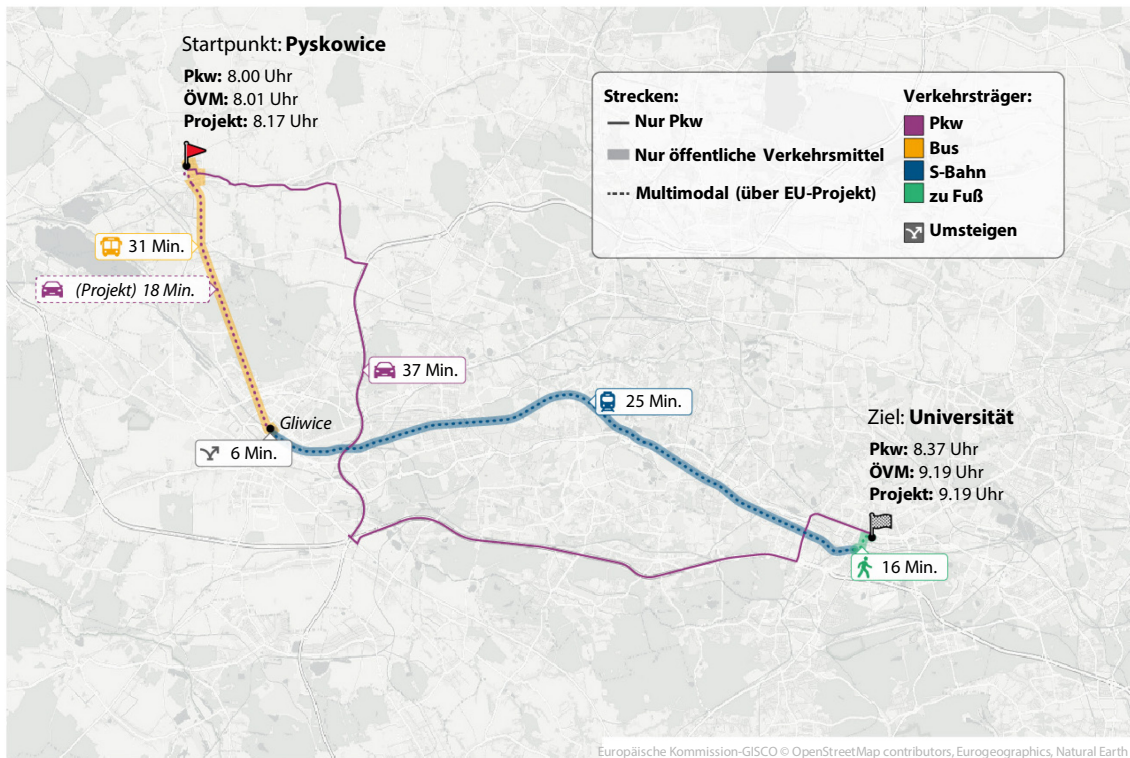 Startpunkt: Pyskowice
Pkw: 8.00 Uhr
ÖVM: 8.01 Uhr
Projekt: 8.17 Uhr
Strecken:
Nur Pkw
Nur öffentliche Verkehrsmittel
Multimodal (über EU-Projekt)
Verkehrsträger:
Pkw
Bus
S-Bahn
zu Fuß
Umsteigen
31 Min.
(Projekt) 18 Min.
37 Min.
25 Min.
Gliwice
6 Min.
Ziel: Universität
Pkw: 8.37 Uhr
ÖVM: 9.19 Uhr
Projekt: 9.19 Uhr
16 Min.
Europäische Kommission-GISCO © OpenStreetMap contributors, Eurogeographics, Natural Earth